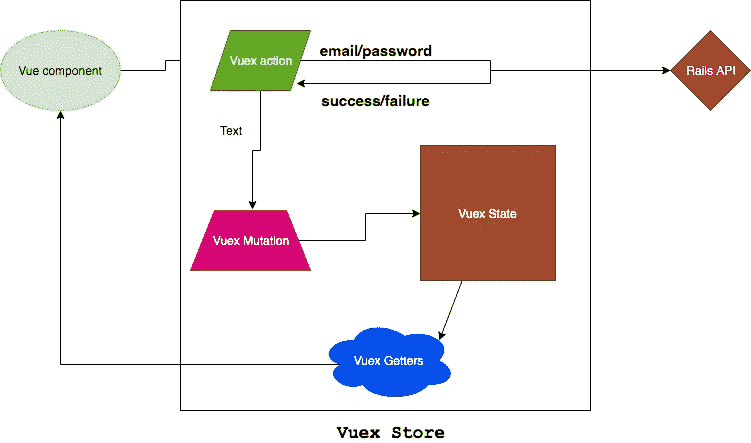 email/password
Vue component
Vuex action
Rails API
success/failure
Text
Vuex State
Vuex Mutation
Vuex Getters
Vuex Store